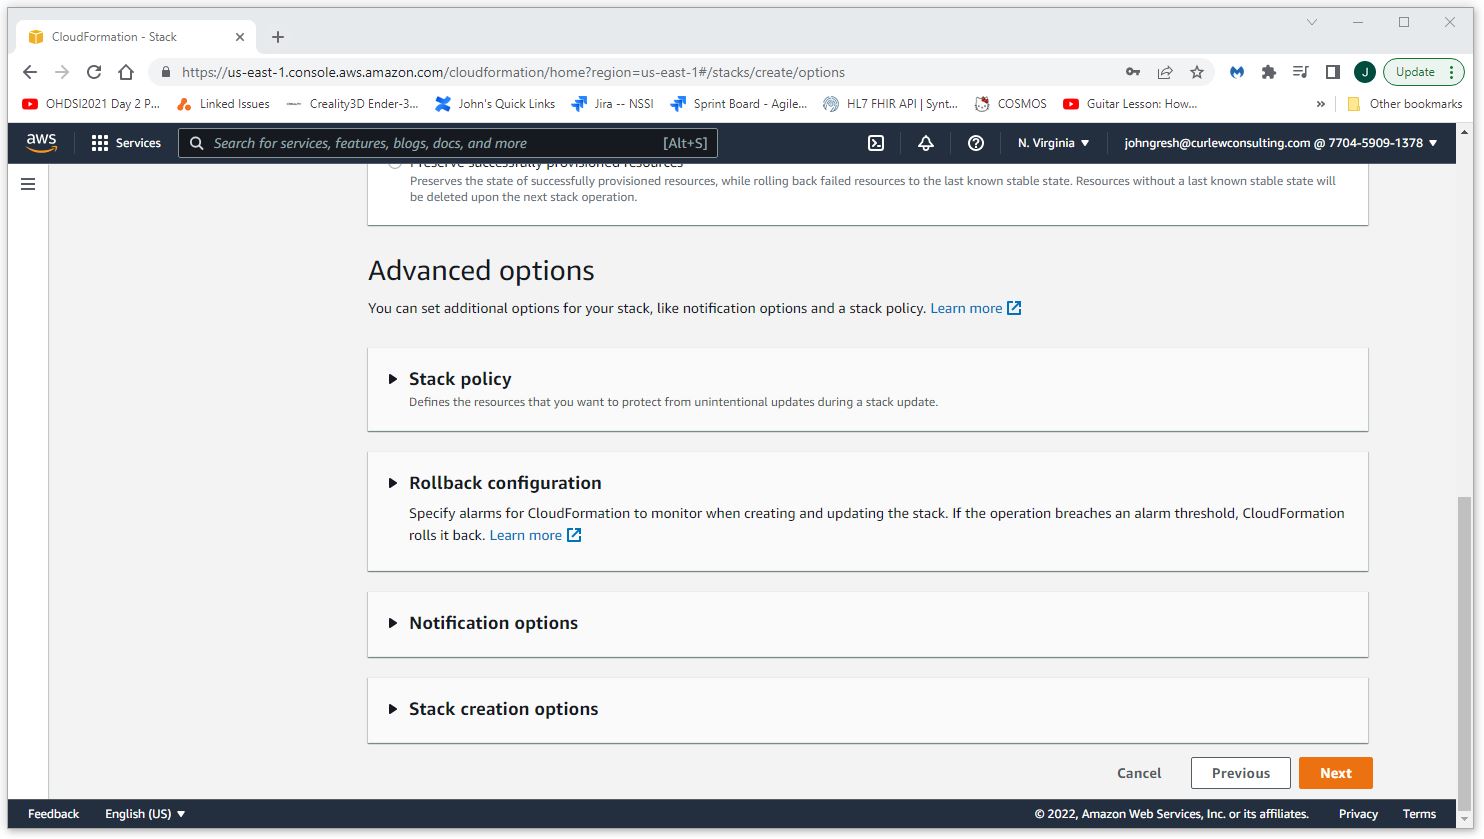 CloudFormation - Stack
https://us-east-1.console.aws.amazon.com/cloudformation/home?region=us-east-1#/stacks/create/options
J
Update
OHDSI2021 Day 2 P... Linked Issues Creality3D Ender-3... John's Quick Links Jira -- NSSI Sprint Board - Agile... HL7 FHIR API | Synt... COSMOS Guitar Lesson: How... » Other bookmarks
aws Services Search for services, features, blogs, docs, and more [Alt+S] N. Virginia johngresh@curlewconsulting.com @ 7704-5909-1378
Preserve successfully provisioned resources
Preserves the state of successfully provisioned resources, while rolling back failed resources to the last known stable state. Resources without a last known stable state will
be deleted upon the next stack operation.
Advanced options
You can set additional options for your stack, like notification options and a stack policy. Learn more
Stack policy
Defines the resources that you want to protect from unintentional updates during a stack update.
Rollback configuration
Specify alarms for CloudFormation to monitor when creating and updating the stack. If the operation breaches an alarm threshold, CloudFormation
rolls it back. Learn more
Notification options
Stack creation options
Cancel Previous Next
Feedback English (US) © 2022, Amazon Web Services, Inc. or its affiliates. Privacy Terms